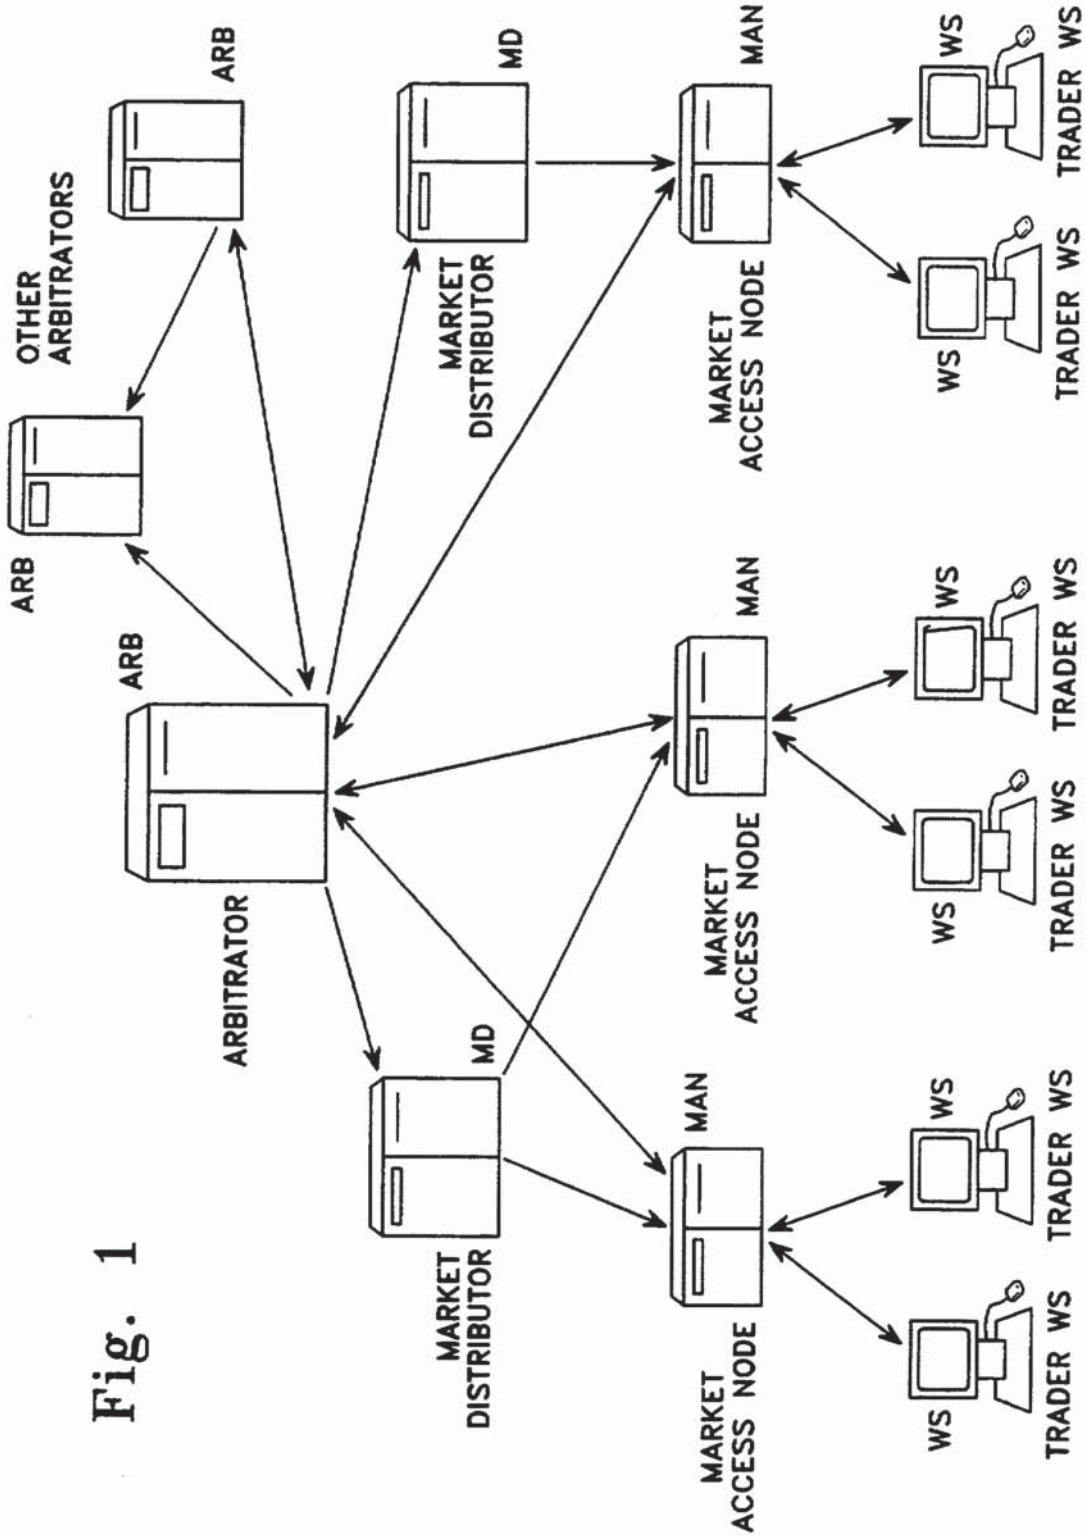 ARB
OTHER
ARBITRATORS
Fig. 1
ARB
ARB
ARBITRATOR
MARKET
DISTRIBUTOR
MD
MARKET
DISTRIBUTOR
MD
MARKET
ACCESS NODE
MAN
MARKET
ACCESS NODE
MAN
MARKET
ACCESS NODE
MAN
WS
WS
WS
WS
WS
WS
TRADER WS
TRADER WS
TRADER WS
TRADER WS
TRADER WS
TRADER WS